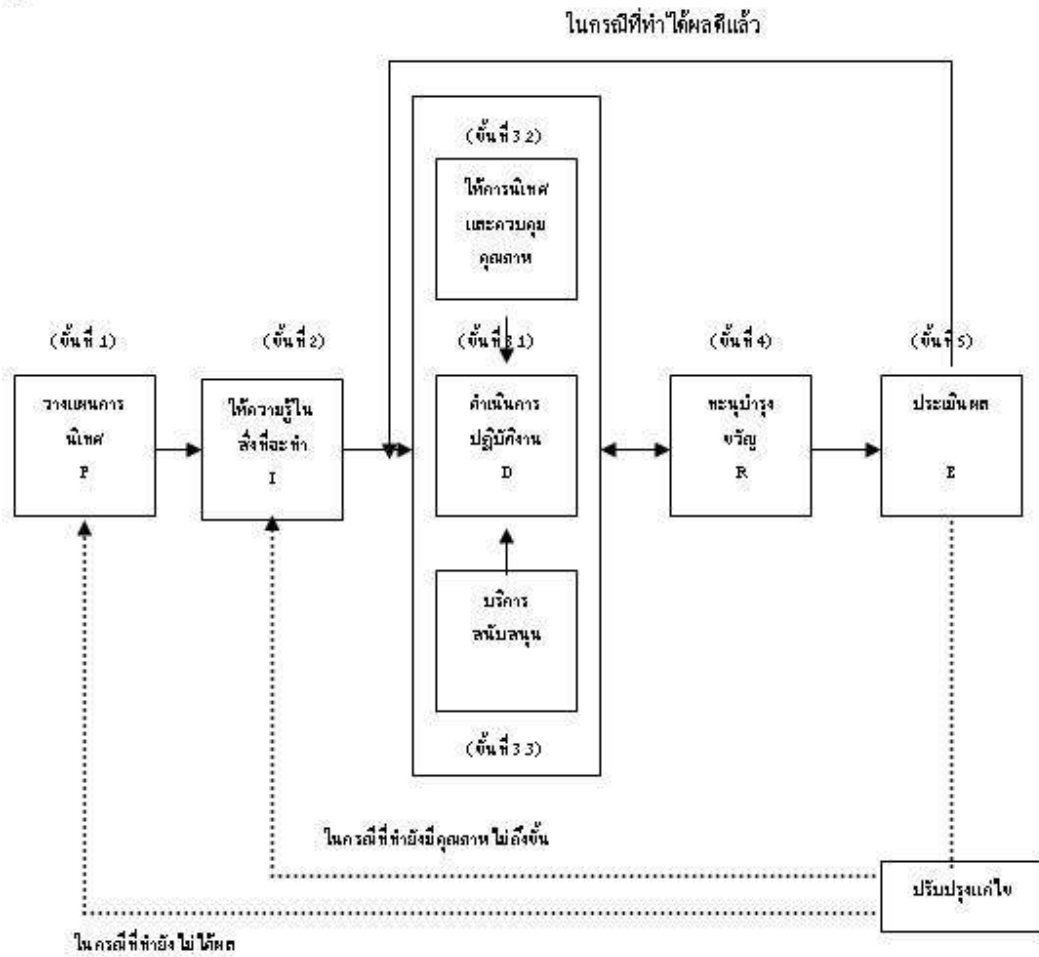 ในกรณีที่ทำได้ผลดีแล้ว
(ขั้นที่ 3 2)
ให้การนิเทศ
และควบคุม
คุณภาพ
(ขั้นที่ 1)
(ขั้นที่ 2)
(ขั้นที่ 3 1)
(ขั้นที่ 4)
(ขั้นที่ 5)
วางแผนการ
นิเทศ
P
ให้ความรู้ใน
สิ่งที่จะทำ
I
ดำเนินการ
ปฏิบัติงาน
D
ทะนุบำรุง
ขวัญ
R
ประเมินผล
E
บริการ
สนับสนุน
(ขั้นที่ 3 3)
ในกรณีที่ทำยังมีคุณภาพไม่ถึงขั้น
ปรับปรุงแก้ไข
ในกรณีที่ทำยังไม่ได้ผล